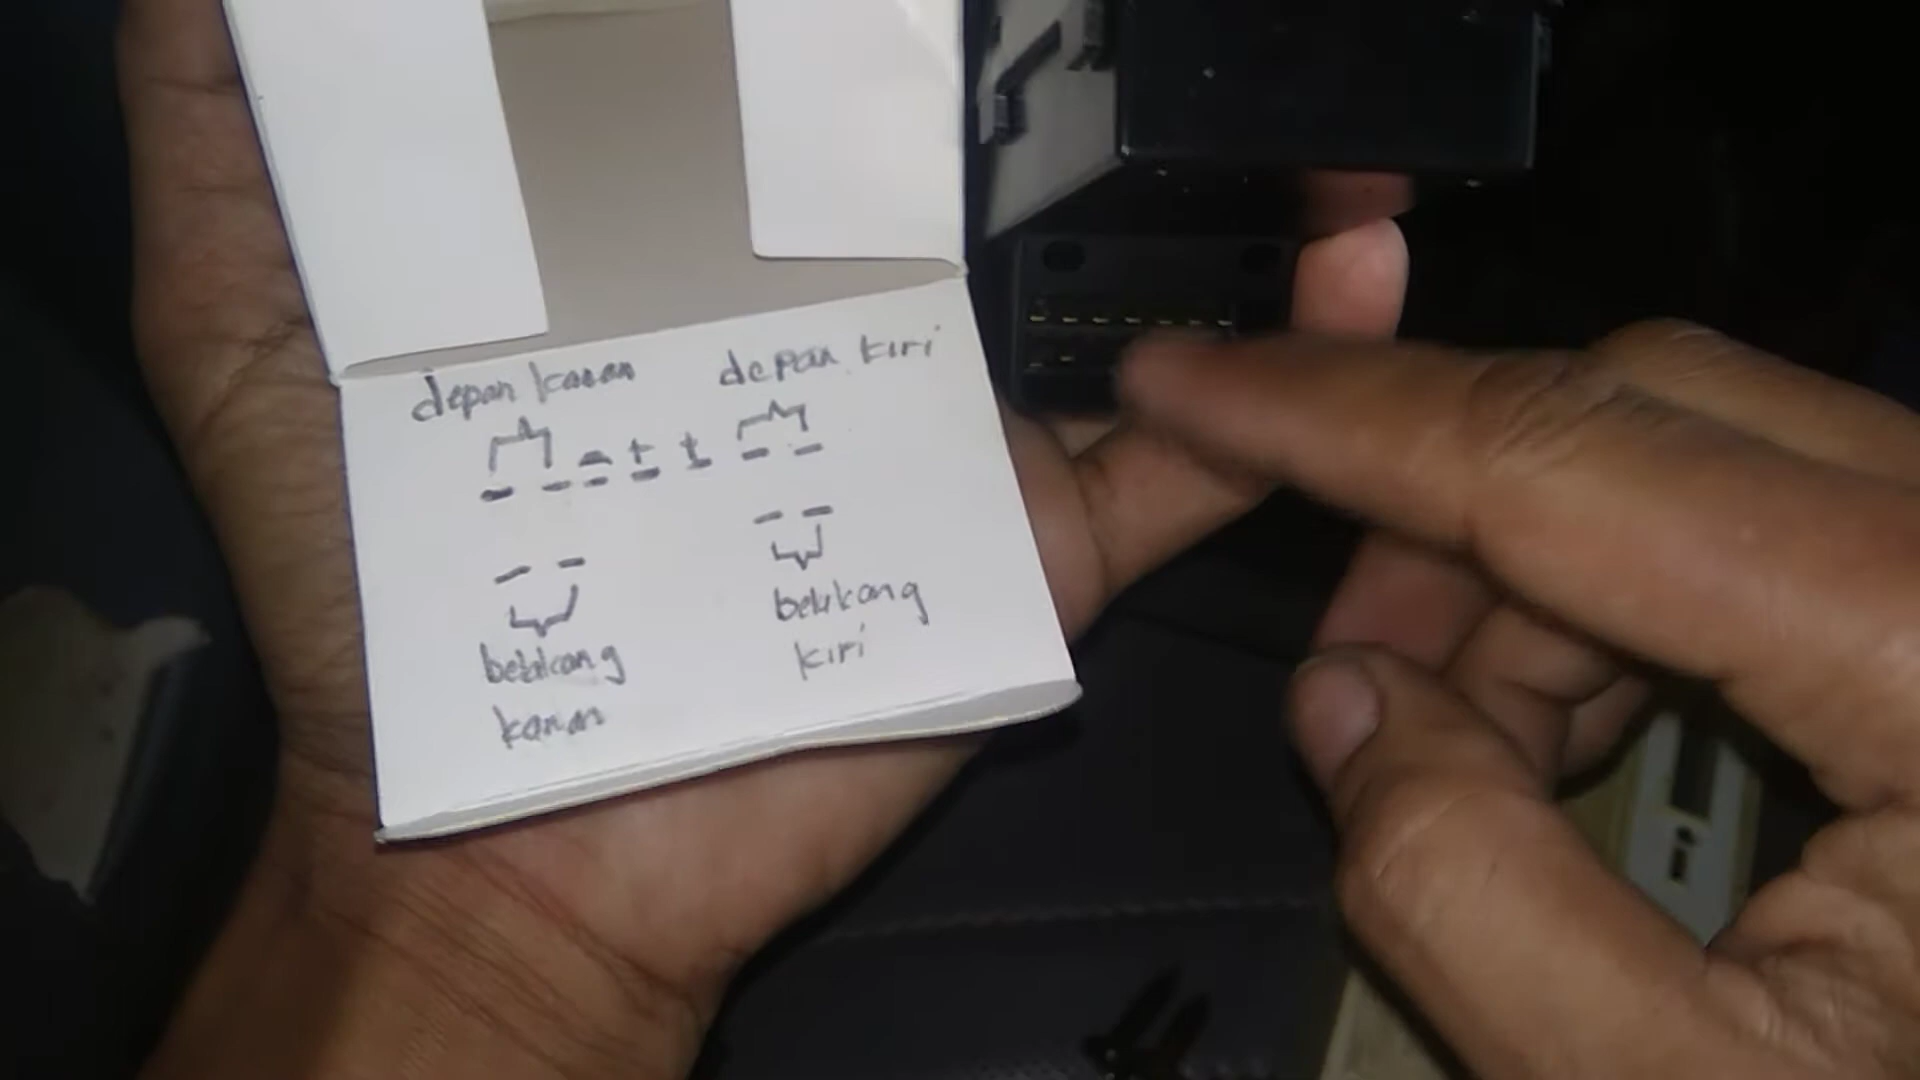 depan kanan depan kiri
- + +
belakang
kiri
belakang
kanan